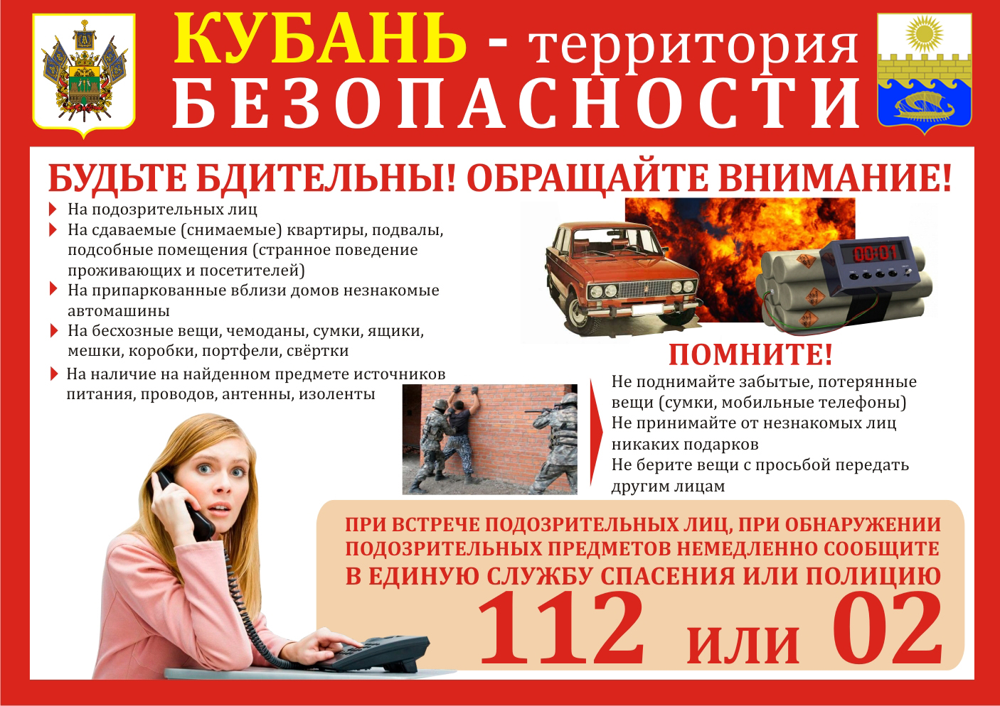 КУБАНЬ - территория
БЕЗОПАСНОСТИ
БУДЬТЕ БДИТЕЛЬНЫ! ОБРАЩАЙТЕ ВНИМАНИЕ!
На подозрительных лиц
На сдаваемые (снимаемые) квартиры, подвалы,
подсобные помещения (странное поведение
проживающих и посетителей)
На припаркованные вблизи домов незнакомые
автомашины
На бесхозные вещи, чемоданы, сумки, ящики,
мешки, коробки, портфели, свёртки
На наличие на найденном предмете источников
питания, проводов, антенны, изоленты
00:01
ПОМНИТЕ!
Не поднимайте забытые, потерянные
вещи (сумки, мобильные телефоны)
Не принимайте от незнакомых лиц
никаких подарков
Не берите вещи с просьбой передать
другим лицам
ПРИ ВСТРЕЧЕ ПОДОЗРИТЕЛЬНЫХ ЛИЦ, ПРИ ОБНАРУЖЕНИИ
ПОДОЗРИТЕЛЬНЫХ ПРЕДМЕТОВ НЕМЕДЛЕННО СООБЩИТЕ
В ЕДИНУЮ СЛУЖБУ СПАСЕНИЯ ИЛИ ПОЛИЦИЮ
112 ИЛИ 02